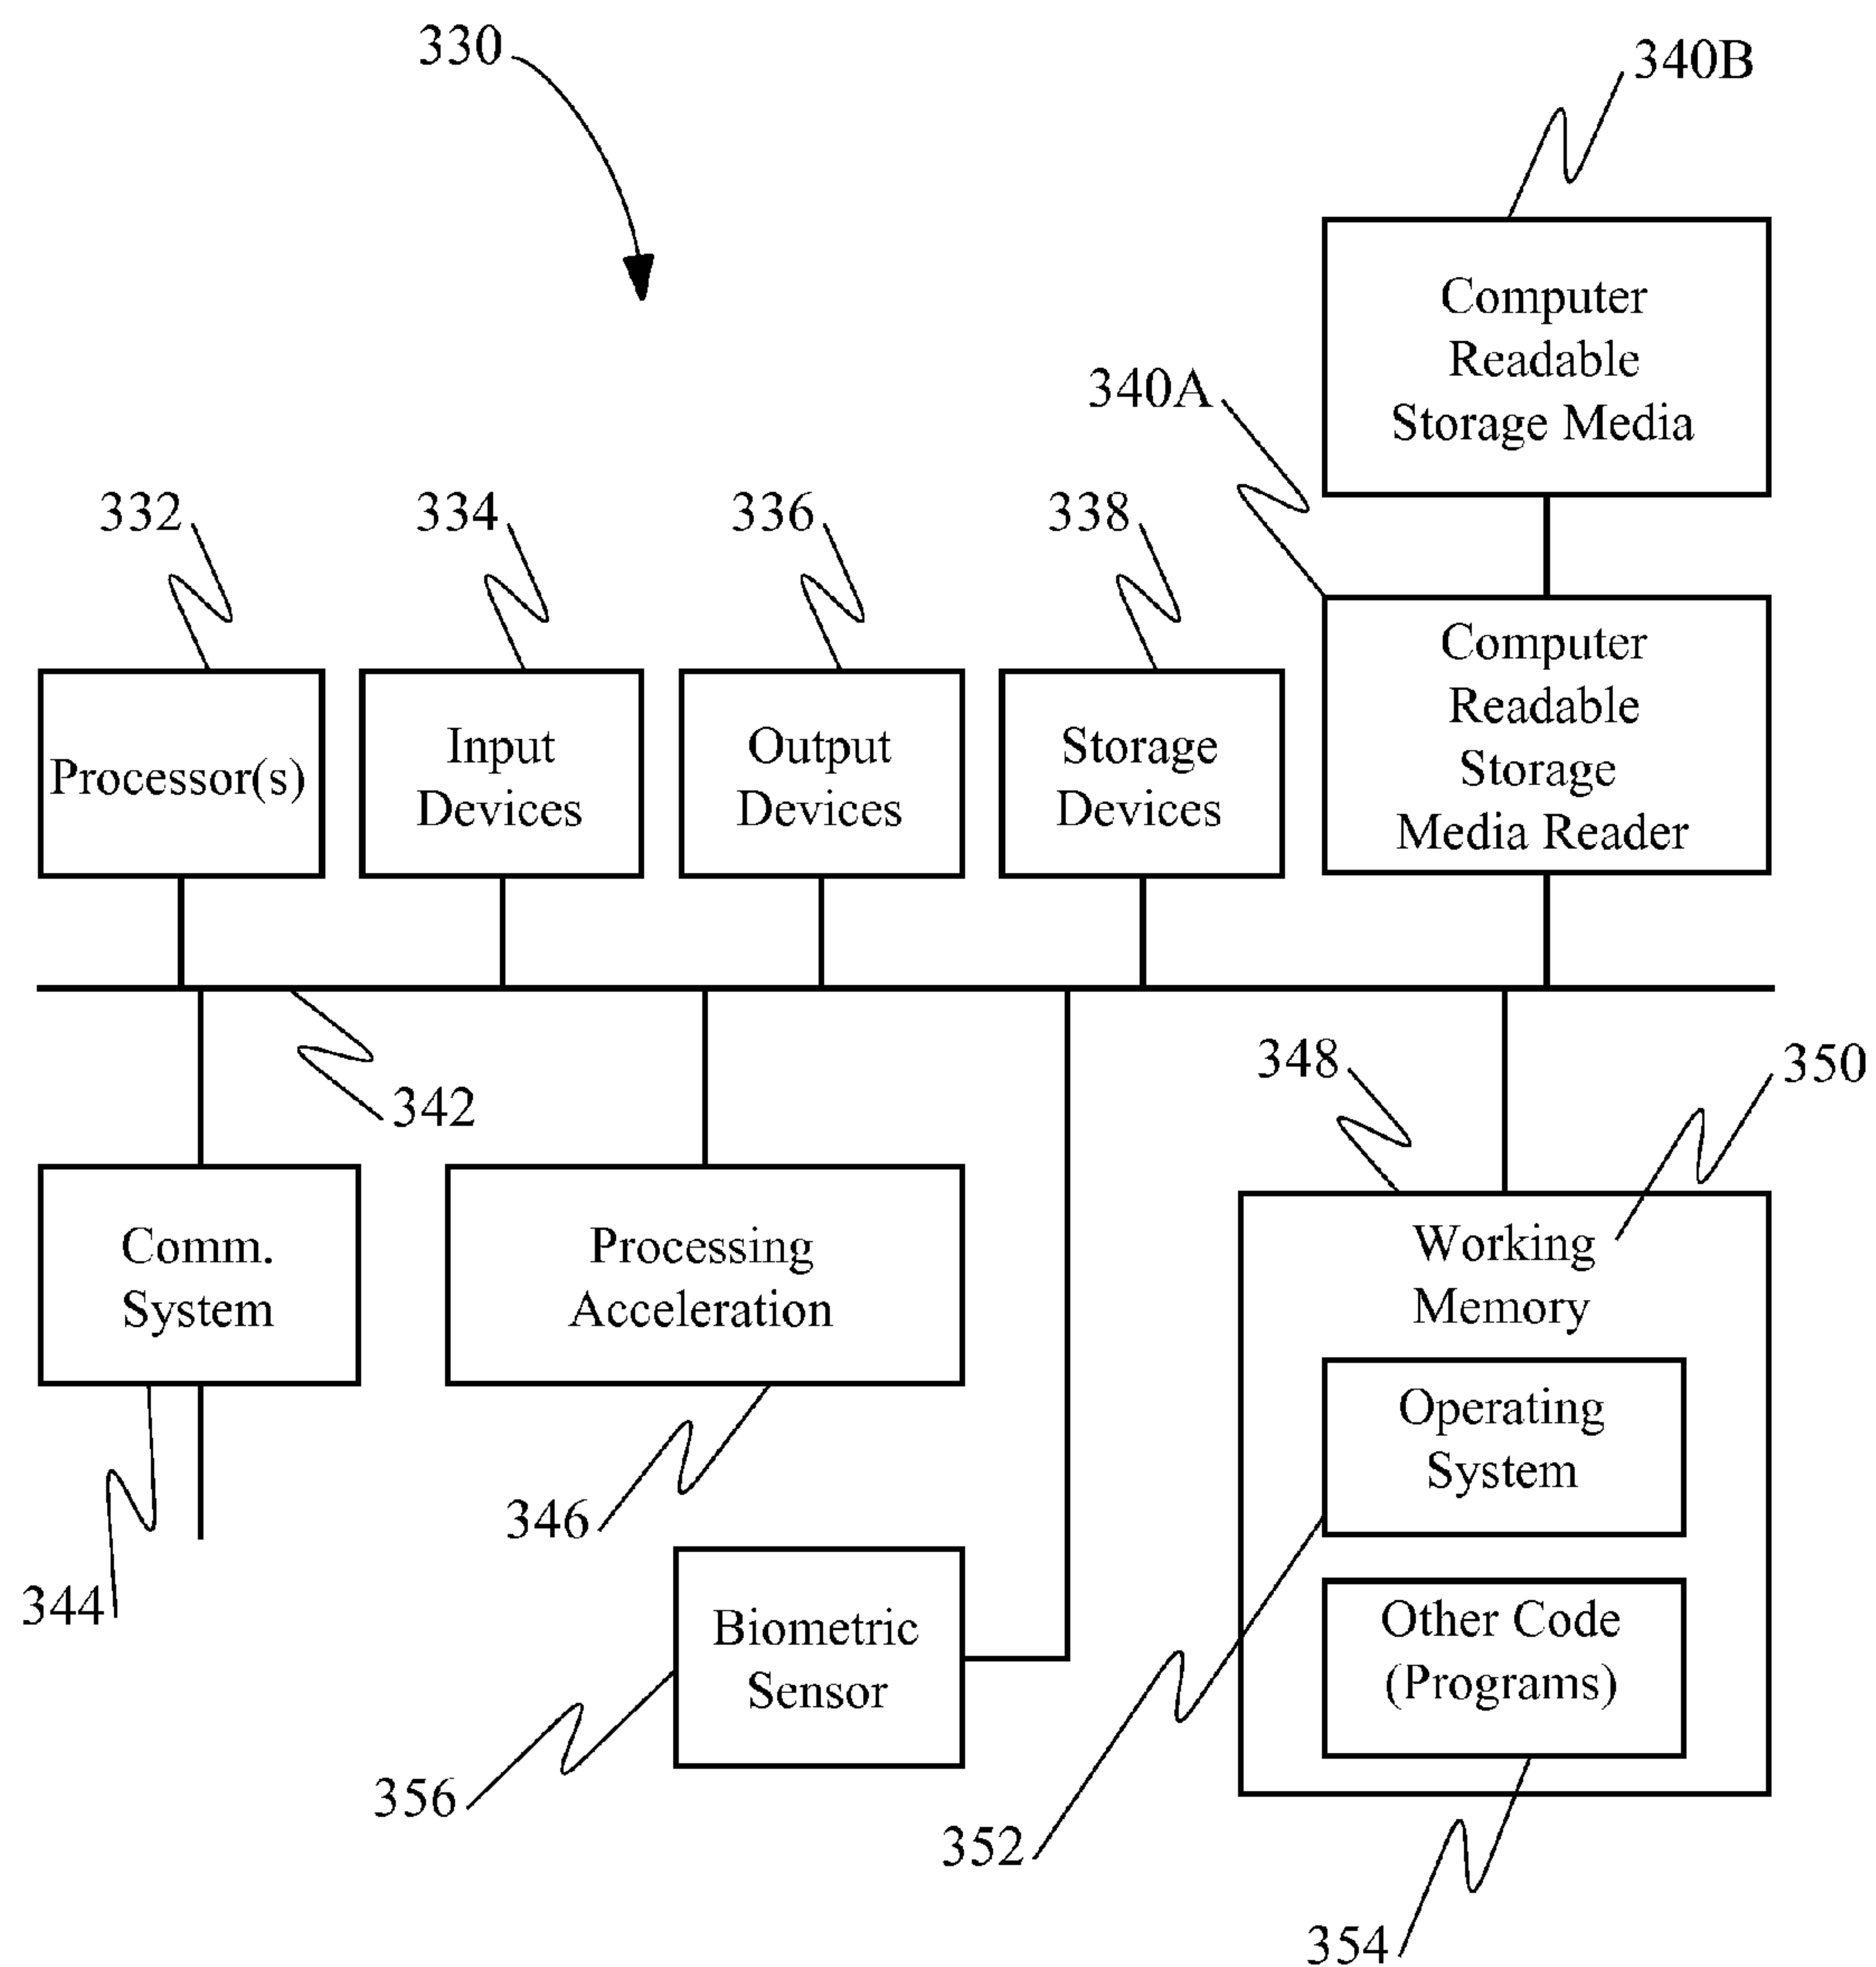 330
340B
Computer
Readable
Storage Media
340A
Computer
Readable
Storage
Media Reader
332
334
336
338
Processor(s)
Input
Devices
Output
Devices
Storage
Devices
342
348
350
Comm.
System
Processing
Acceleration
Working
Memory
Operating
System
Other Code
(Programs)
344
346
Biometric
Sensor
356
352
354